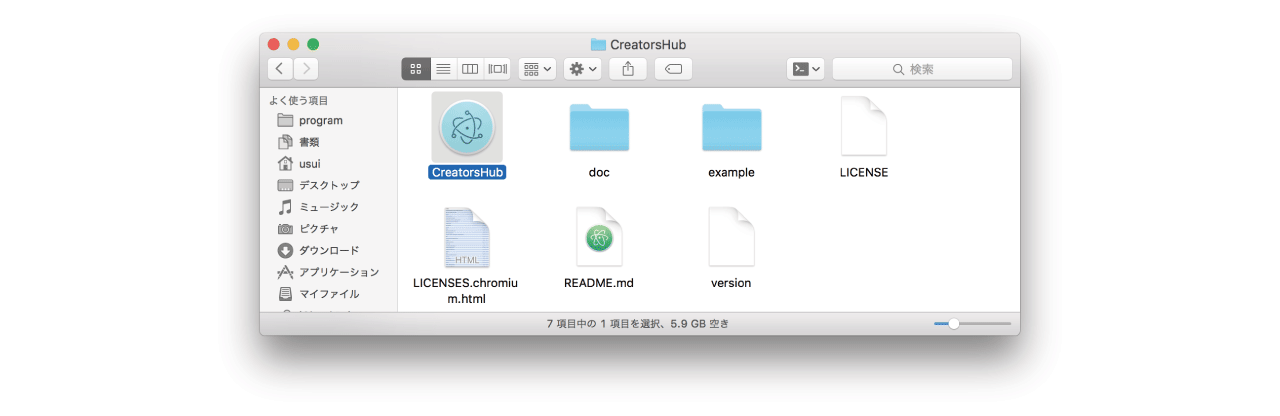 CreatorsHub
検索
よく使う項目
program
書類
usui
デスクトップ
ミュージック
ピクチャ
ダウンロード
アプリケーション
マイファイル
CreatorsHub
doc
example
LICENSE
HTML
LICENSES.chromiu
m.html
README.md
version
7 項目中の 1 項目を選択、5.9 GB 空き